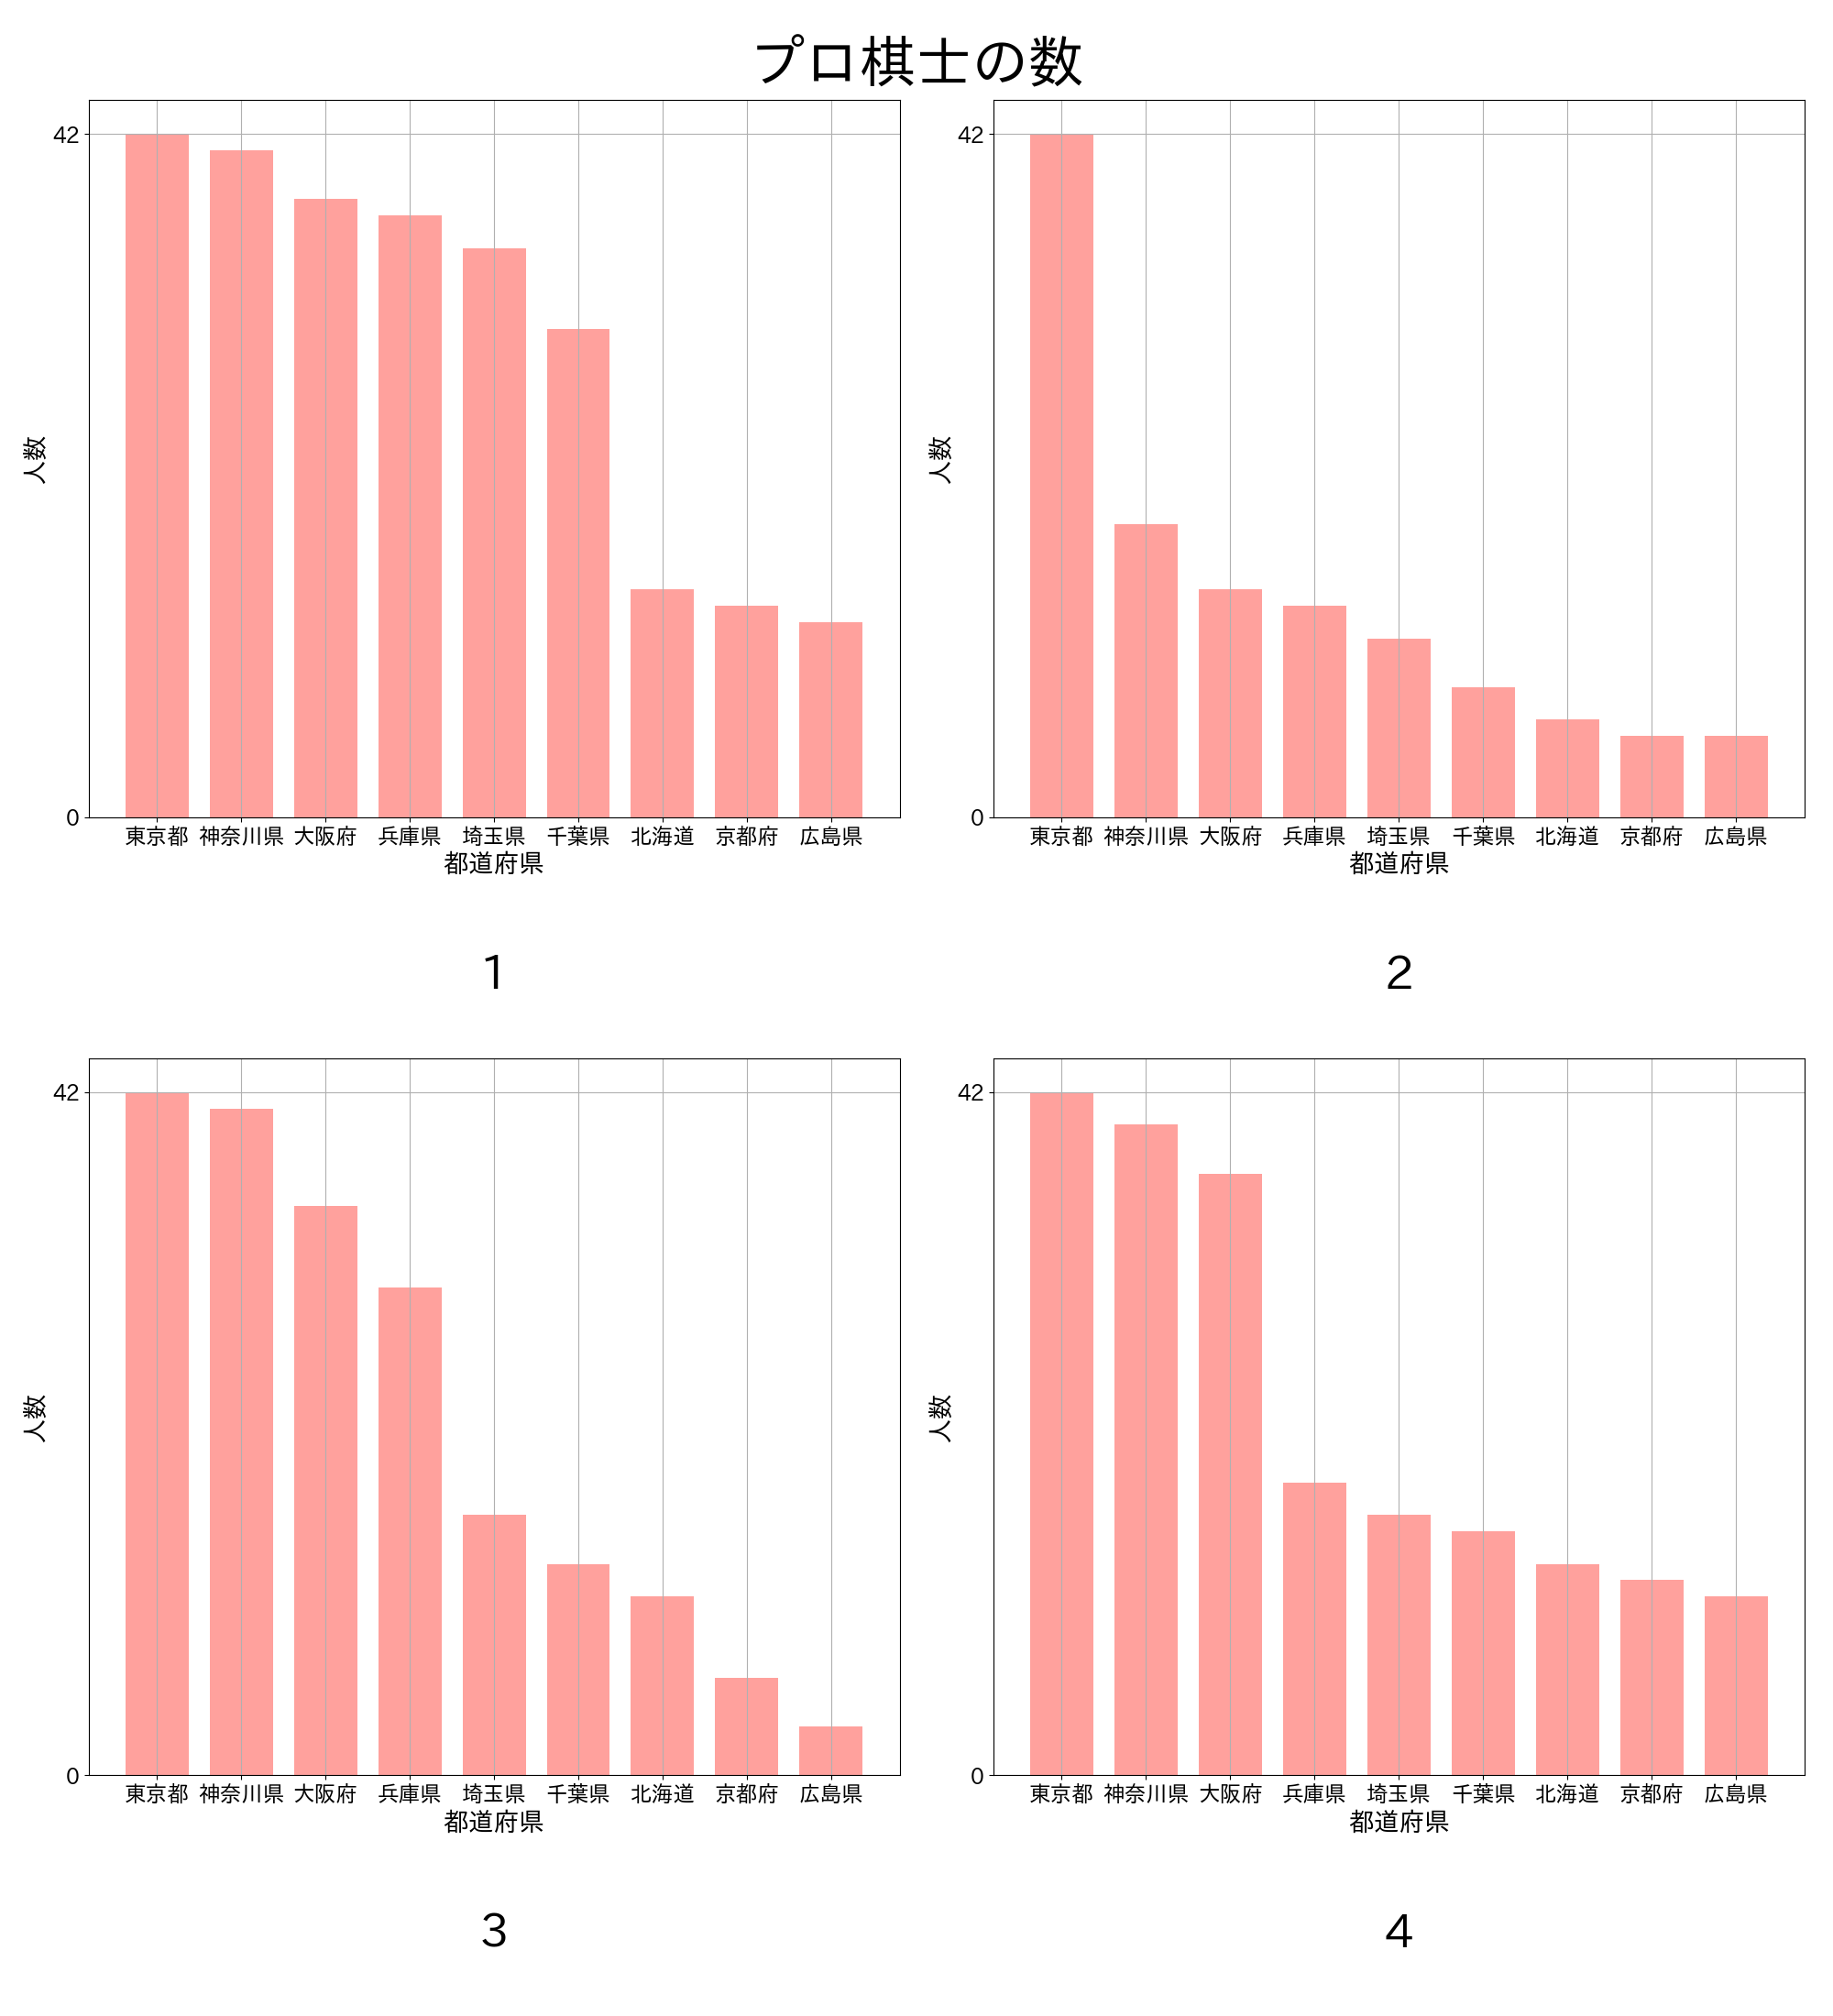 プロ棋士の数
42
0
人数
東京都 神奈川県 大阪府 兵庫県 埼玉県 千葉県 北海道 京都府 広島県
都道府県
1
42
0
人数
東京都 神奈川県 大阪府 兵庫県 埼玉県 千葉県 北海道 京都府 広島県
都道府県
2
42
0
人数
東京都 神奈川県 大阪府 兵庫県 埼玉県 千葉県 北海道 京都府 広島県
都道府県
3
42
0
人数
東京都 神奈川県 大阪府 兵庫県 埼玉県 千葉県 北海道 京都府 広島県
都道府県
4